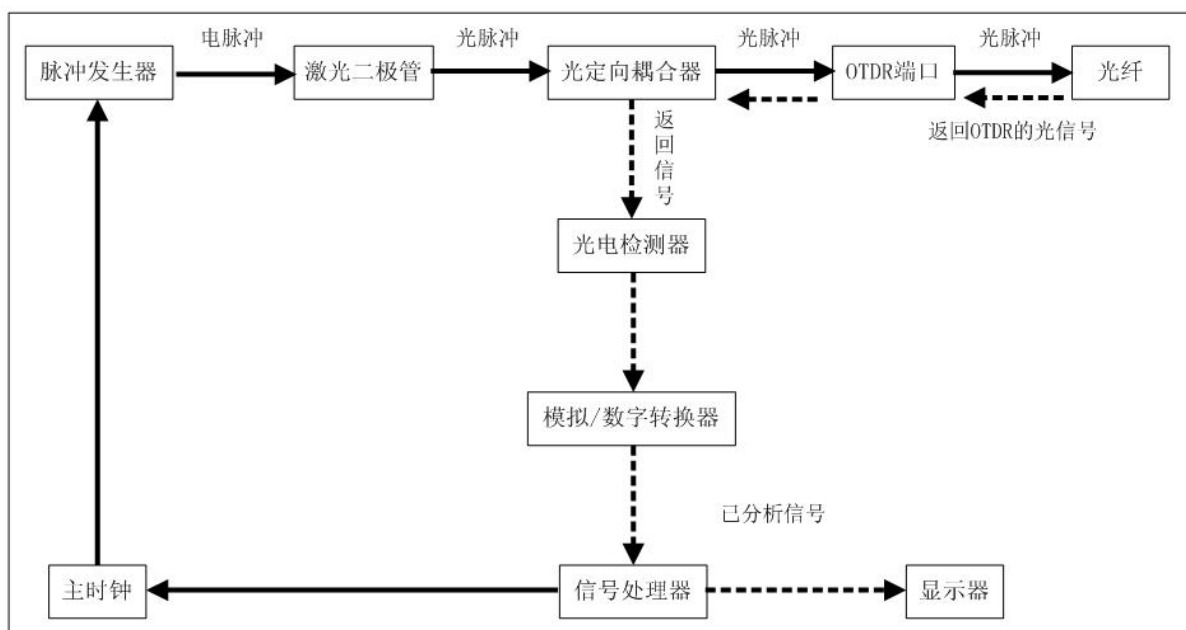 电脉冲
光脉冲
光脉冲
光脉冲
脉冲发生器
激光二极管
光定向耦合器
OTDR端口
光纤
返回信号
返回OTDR的光信号
光电检测器
模拟/数字转换器
已分析信号
主时钟
信号处理器
显示器